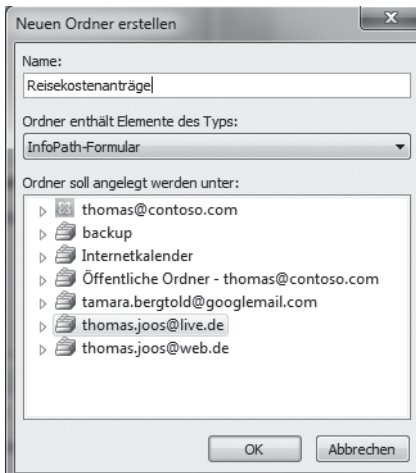 Neuen Ordner erstellen
Name:
Reisekostenanträge
Ordner enthält Elemente des Typs:
InfoPath-Formular
Ordner soll angelegt werden unter:
thomas@contoso.com
backup
Internetkalender
Öffentliche Ordner - thomas@contoso.com
tamara.bergtold@googlemail.com
thomas.joos@live.de
thomas.joos@web.de
OK Abbrechen